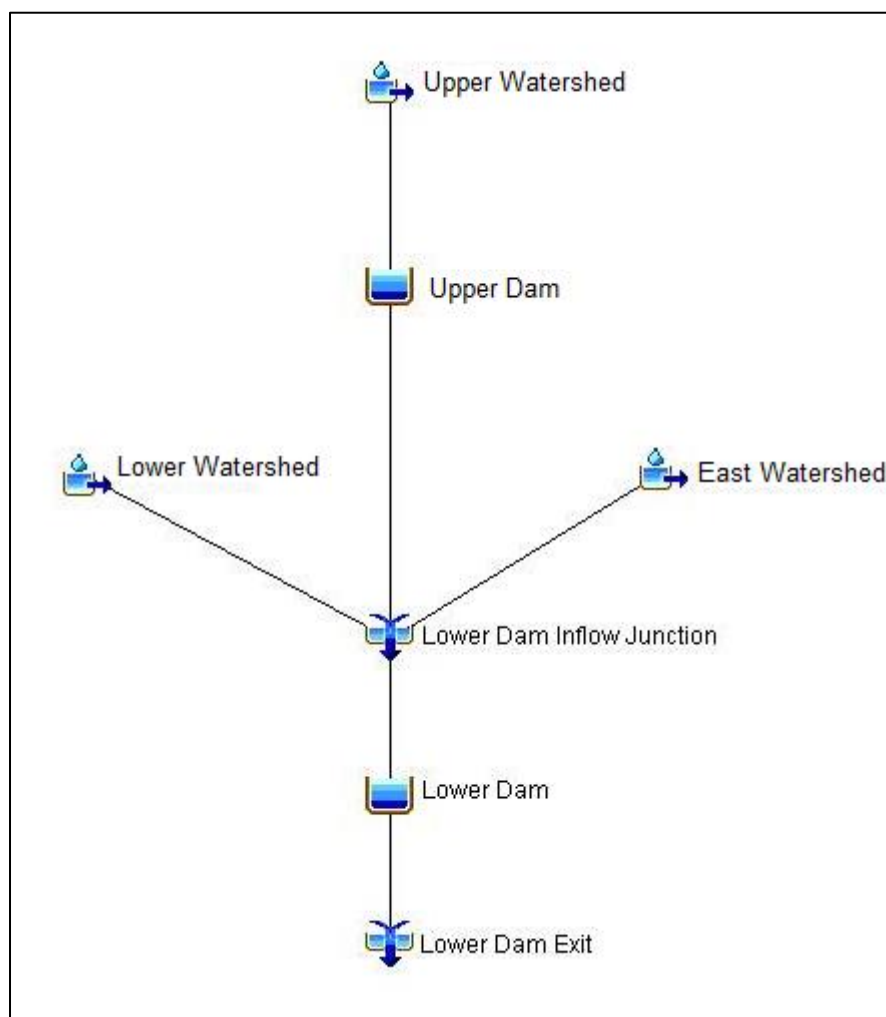 Upper Watershed
Upper Dam
Lower Watershed
East Watershed
Lower Dam Inflow Junction
Lower Dam
Lower Dam Exit